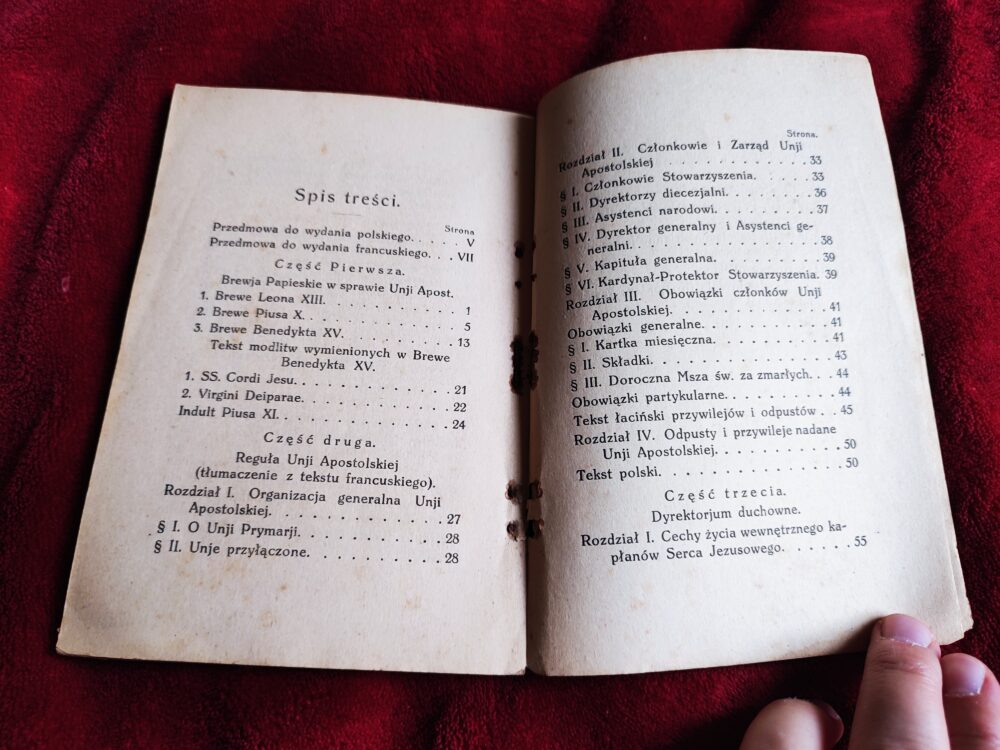 Spis treści.
Strona
Przedmowa do wydania polskiego. . . . . V
Przedmowa do wydania francuskiego. . . VII
Część Pierwsza.
Brewja Papieskie w sprawie Unji Apost.
1. Brewe Leona XIII. . . . . . . . . . . 1
2. Brewe Piusa X. . . . . . . . . . . . 5
3. Brewe Benedykta XV. . . . . . . . . 13
Tekst modlitw wymienionych w Brewe
Benedykta XV.
1. SS. Cordi Jesu. . . . . . . . . . . . 21
2. Virgini Deiparae. . . . . . . . . . . 22
Indult Piusa XI. . . . . . . . . . . . . 24
Część druga.
Reguła Unji Apostolskiej
(tłumaczenie z tekstu francuskiego).
Rozdział I. Organizacja generalna Unji
Apostolskiej. . . . . . . . . . . . 27
§ I. O Unji Prymarji. . . . . . . . . . 28
§ II. Unje przyłączone. . . . . . . . . 28
Strona.
Rozdział II. Członkowie i Zarząd Unji
Apostolskiej . . . . . . . . . . . 33
§ I. Członkowie Stowarzyszenia. . . . . 33
§ II. Dyrektorzy diecezjalni. . . . . . . 36
§ III. Asystenci narodowi. . . . . . . . 37
§ IV. Dyrektor generalny i Asystenci ge-
neralni. . . . . . . . . . . . . . 38
§ V. Kapituła generalna. . . . . . . . . 39
§ VI. Kardynał-Protektor Stowarzyszenia. 39
Rozdział III. Obowiązki członków Unji
Apostolskiej. . . . . . . . . . . . 41
Obowiązki generalne. . . . . . . . . . 41
§ I. Kartka miesięczna. . . . . . . . . 41
§ II. Składki. . . . . . . . . . . . . . 43
§ III. Doroczna Msza św. za zmarłych. . . 44
Obowiązki partykularne. . . . . . . . . 44
Tekst łaciński przywilejów i odpustów . . 45
Rozdział IV. Odpusty i przywileje nadane
Unji Apostolskiej. . . . . . . . . . 50
Tekst polski. . . . . . . . . . . . . . 50
Część trzecia.
Dyrektorjum duchowne.
Rozdział I. Cechy życia wewnętrznego ka-
płanów Serca Jezusowego. . . . . . 55